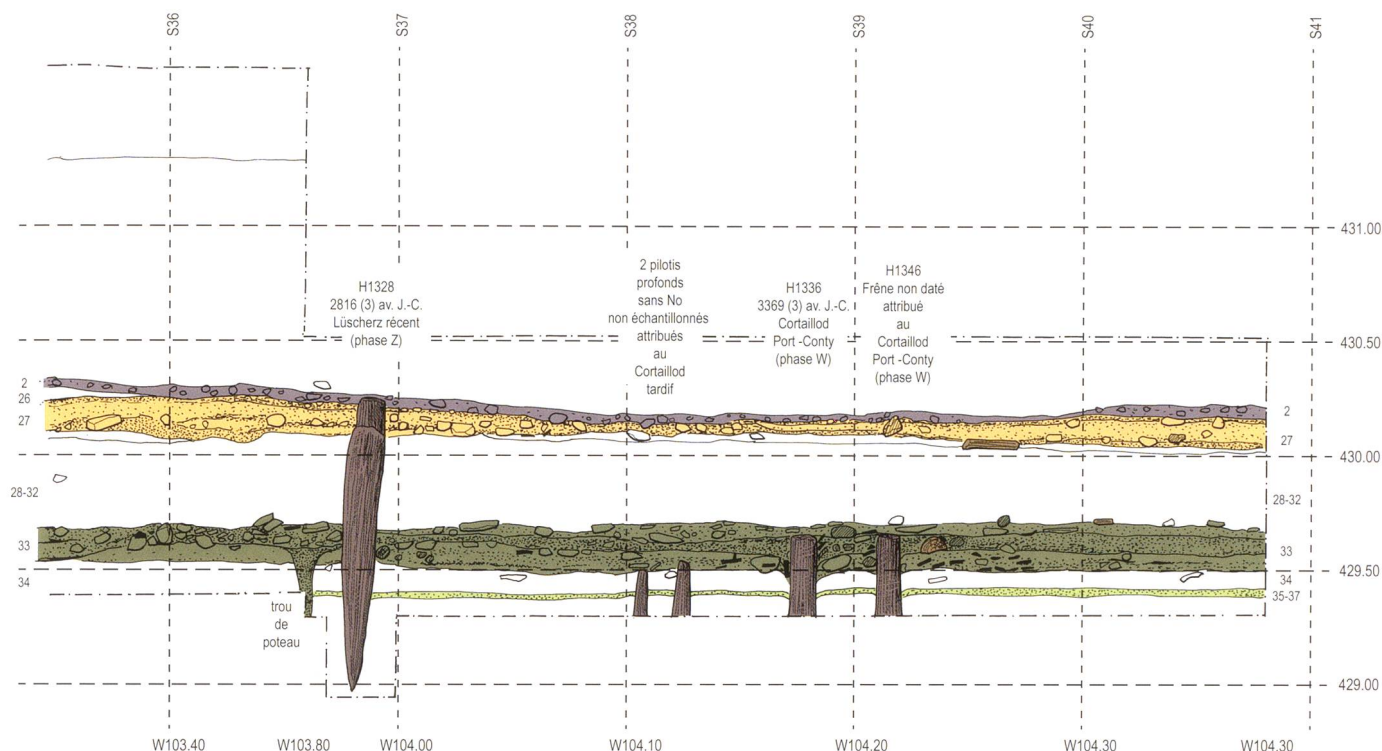 S36
S37
S38
S39
S40
S41
431.00
430.50
430.00
429.50
429.00
H1328
2816 (3) av. J.-C.
Lüscherz récent
(phase Z)
2 pilotis
profonds
sans No
non échantillonnés
attribués
au
Cortaillod
tardif
H1336
3369 (3) av. J.-C.
Cortaillod
Port -Conty
(phase W)
H1346
Frêne non daté
attribué
au
Cortaillod
Port -Conty
(phase W)
2
26
27
28-32
33
34
trou
de
poteau
2
27
28-32
33
34
35-37
W103.40
W103.80
W104.00
W104.10
W104.20
W104.30
W104.30